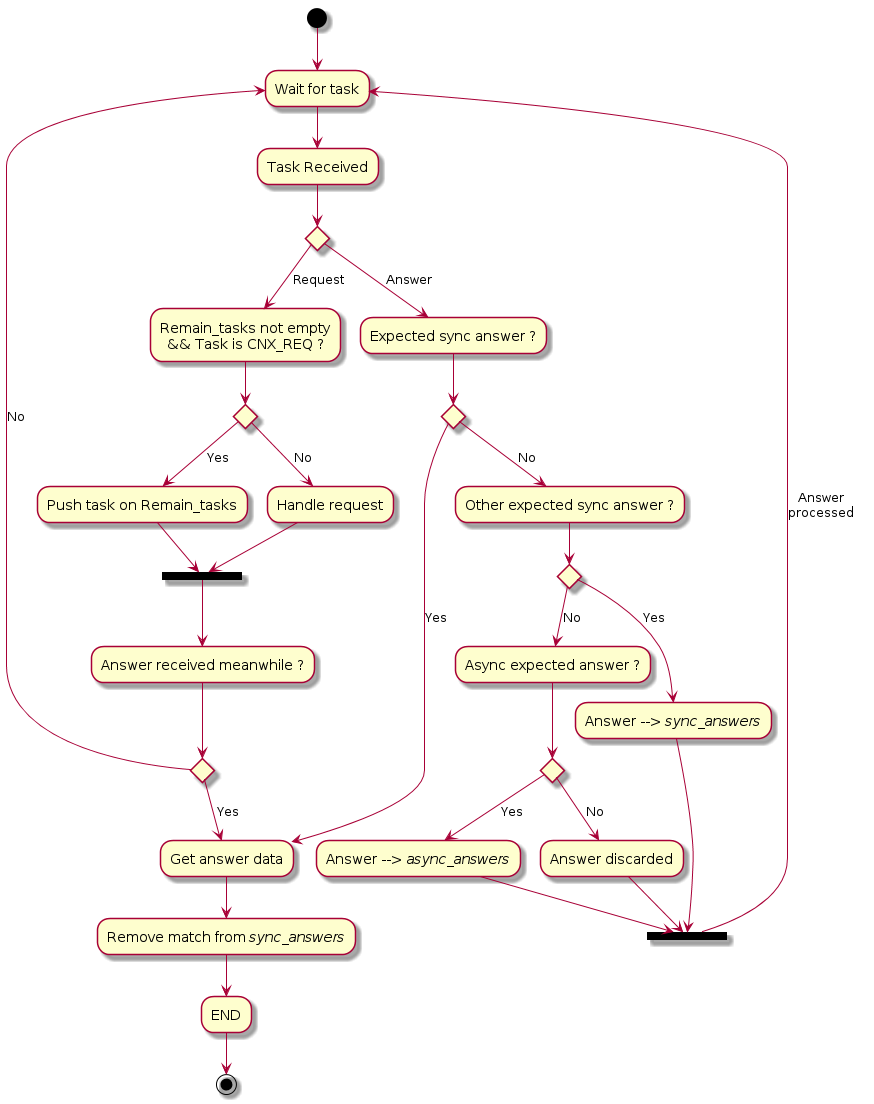 Wait for task
Task Received
Request
Answer
Remain_tasks not empty
&& Task is CNX_REQ ?
Expected sync answer ?
No
Yes
No
No
Push task on Remain_tasks
Handle request
Other expected sync answer ?
Answer
processed
Yes
No
Yes
Answer received meanwhile ?
Async expected answer ?
Answer --> sync_answers
Yes
Yes
No
Get answer data
Answer --> async_answers
Answer discarded
Remove match from sync_answers
END